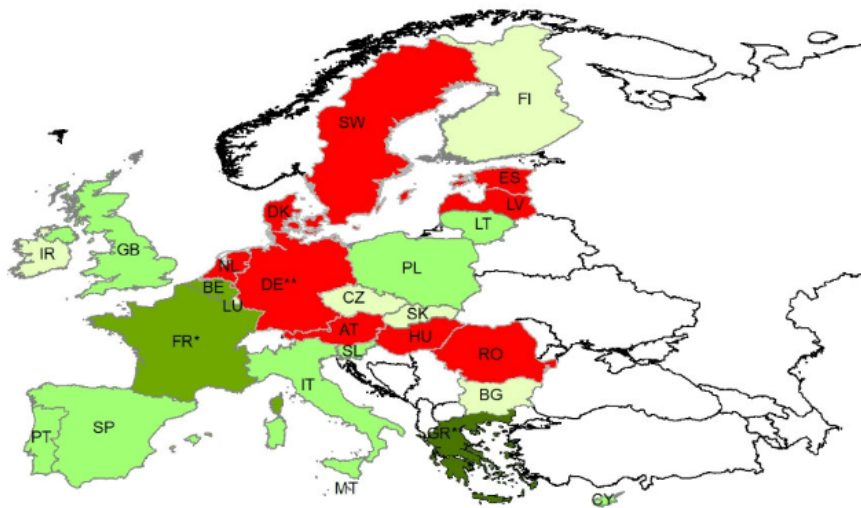 FI
SW
ES
LV
DK
LT
IR
GB
NL
PL
DE**
BE
LU
CZ
SK
FR*
AT
HU
SL
RO
IT
BG
PT
SP
GR**
MT
CY